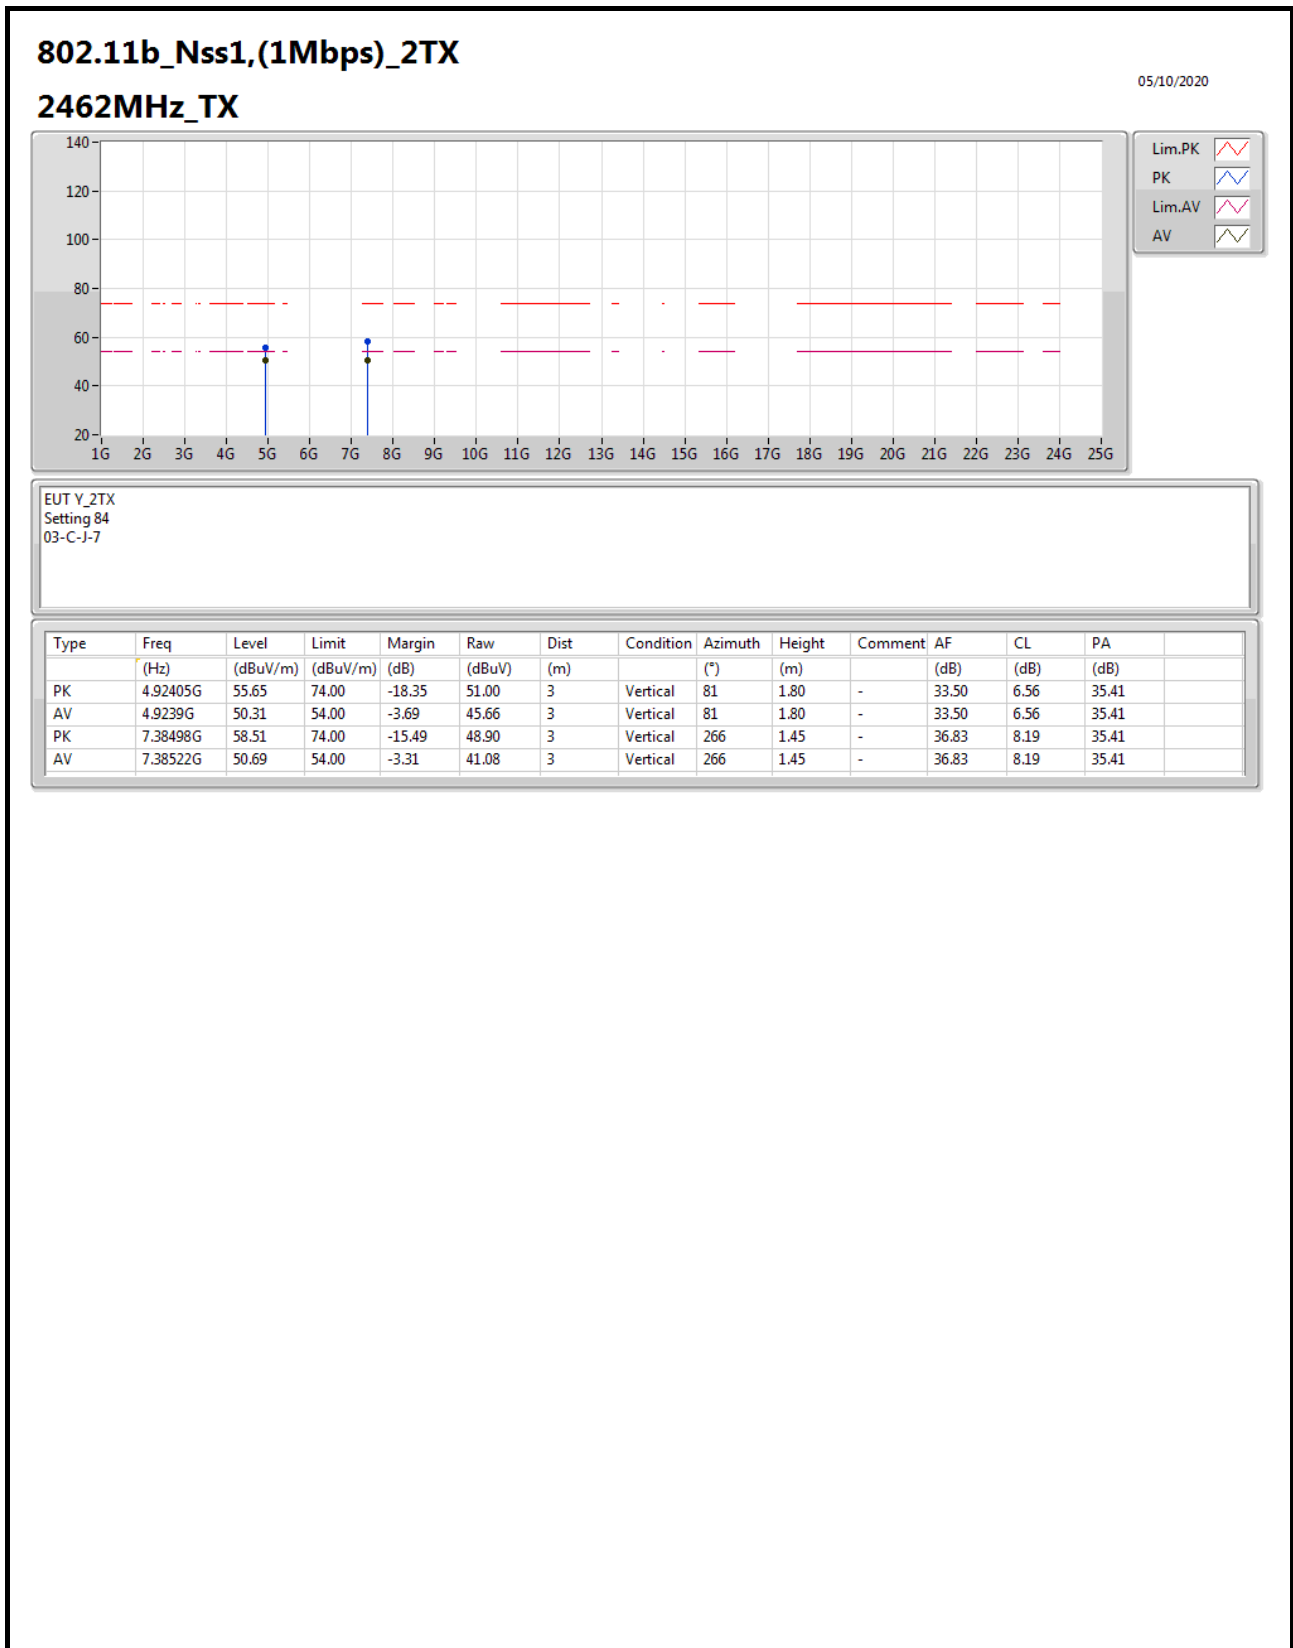 802.11b_Nss1,(1Mbps)_2TX
05/10/2020
2462MHz_TX
140
120
100
80
60
40
20
1G 2G 3G 4G 5G 6G 7G 8G 9G 10G 11G 12G 13G 14G 15G 16G 17G 18G 19G 20G 21G 22G 23G 24G 25G
Lim.PK
PK
Lim.AV
AV
EUT Y_2TX
Setting 84
03-C-J-7
Type Freq Level Limit Margin Raw Dist Condition Azimuth Height Comment AF CL PA
(Hz) (dBuV/m) (dBuV/m) (dB) (dBuV) (m) (°) (m) (dB) (dB) (dB)
PK 4.92405G 55.65 74.00 -18.35 51.00 3 Vertical 81 1.80 - 33.50 6.56 35.41
AV 4.9239G 50.31 54.00 -3.69 45.66 3 Vertical 81 1.80 - 33.50 6.56 35.41
PK 7.38498G 58.51 74.00 -15.49 48.90 3 Vertical 266 1.45 - 36.83 8.19 35.41
AV 7.38522G 50.69 54.00 -3.31 41.08 3 Vertical 266 1.45 - 36.83 8.19 35.41